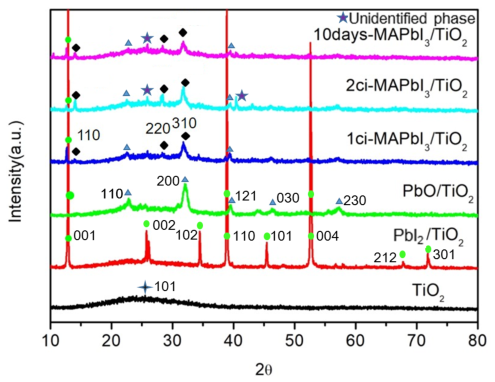 ★Unidentified phase
10days-MAPbI₃/TiO₂
2ci-MAPbI₃/TiO₂
110
220
310
1ci-MAPbI₃/TiO₂
110
200
121
030
230
PbO/TiO₂
001
002
102
110
101
004
PbI₂/TiO₂
212
301
101
TiO₂
Intensity(a.u.)
10 20 30 40 50 60 70 80
2θ